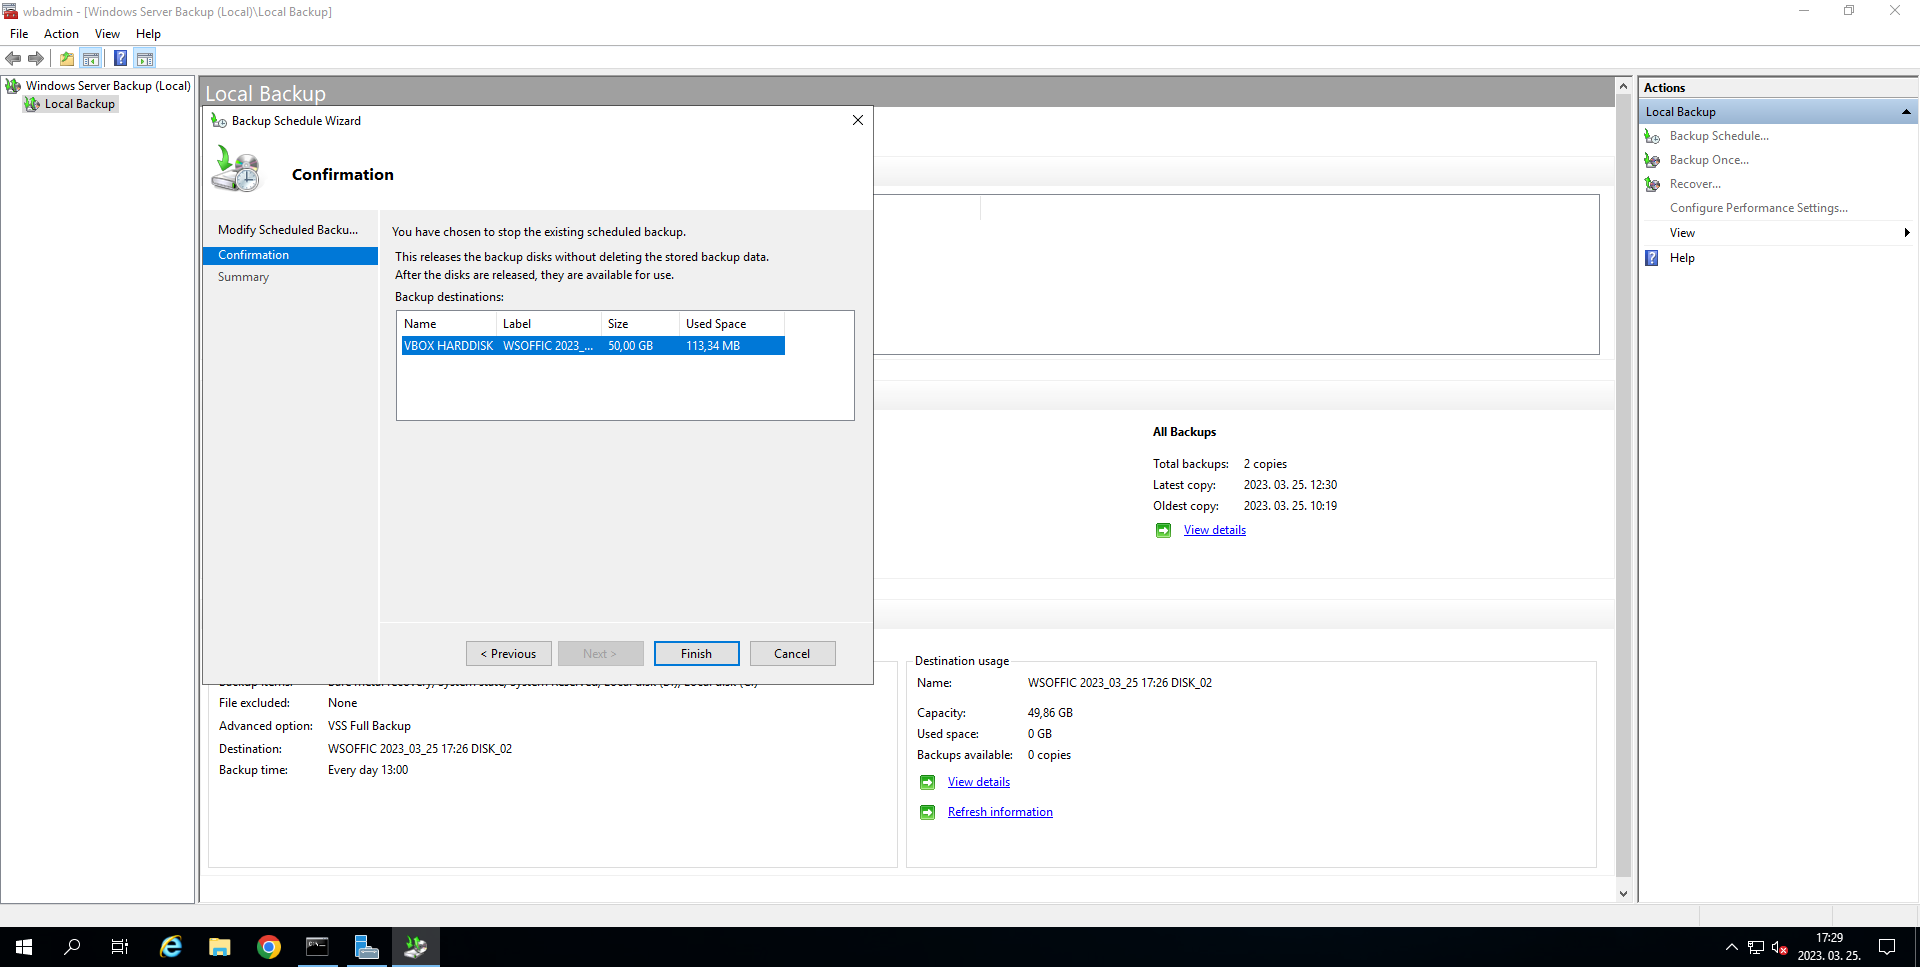 wbadmin - [Windows Server Backup (Local)\Local Backup]
File Action View Help
Windows Server Backup (Local)
Local Backup
Local Backup
Backup Schedule Wizard
Confirmation
Modify Scheduled Backu...
Confirmation
Summary
You have chosen to stop the existing scheduled backup.
This releases the backup disks without deleting the stored backup data.
After the disks are released, they are available for use.
Backup destinations:
Name Label Size Used Space
VBOX HARDDISK WSOFFIC 2023_... 50,00 GB 113,34 MB
< Previous Next > Finish Cancel
All Backups
Total backups: 2 copies
Latest copy: 2023. 03. 25. 12:30
Oldest copy: 2023. 03. 25. 10:19
View details
File excluded: None
Advanced option: VSS Full Backup
Destination: WSOFFIC 2023_03_25 17:26 DISK_02
Backup time: Every day 13:00
Destination usage
Name: WSOFFIC 2023_03_25 17:26 DISK_02
Capacity: 49,86 GB
Used space: 0 GB
Backups available: 0 copies
View details
Refresh information
Actions
Local Backup
Backup Schedule...
Backup Once...
Recover...
Configure Performance Settings...
View
Help
17:29
2023. 03. 25.